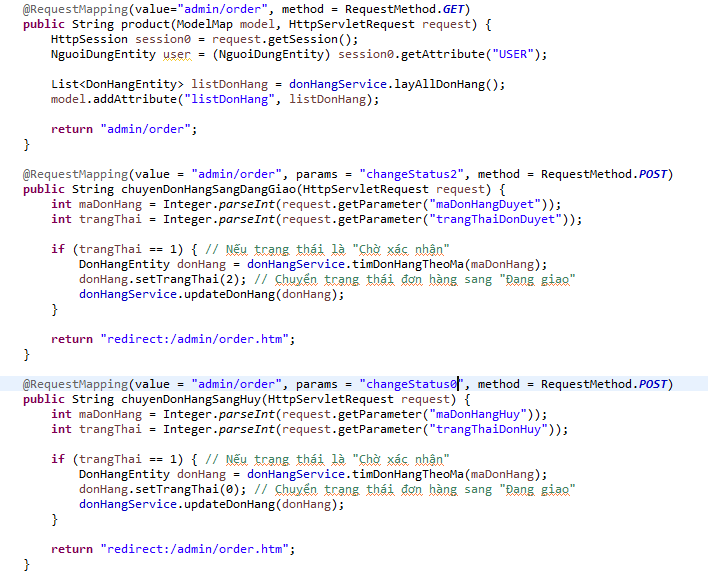 @RequestMapping(value="admin/order", method = RequestMethod.GET)
public String product(ModelMap model, HttpServletRequest request) {
    HttpSession session0 = request.getSession();
    NguoiDungEntity user = (NguoiDungEntity) session0.getAttribute("USER");

    List<DonHangEntity> listDonHang = donHangService.layAllDonHang();
    model.addAttribute("listDonHang", listDonHang);

    return "admin/order";
}

@RequestMapping(value = "admin/order", params = "changeStatus2", method = RequestMethod.POST)
public String chuyenDonHangSangDangGiao(HttpServletRequest request) {
    int maDonHang = Integer.parseInt(request.getParameter("maDonHangDuyet"));
    int trangThai = Integer.parseInt(request.getParameter("trangThaiDonDuyet"));

    if (trangThai == 1) { // Nếu trạng thái là "Chờ xác nhận"
        DonHangEntity donHang = donHangService.timDonHangTheoMa(maDonHang);
        donHang.setTrangThai(2); // Chuyển trạng thái đơn hàng sang "Đang giao"
        donHangService.updateDonHang(donHang);
    }

    return "redirect:/admin/order.htm";
}

@RequestMapping(value = "admin/order", params = "changeStatus0", method = RequestMethod.POST)
public String chuyenDonHangSangHuy(HttpServletRequest request) {
    int maDonHang = Integer.parseInt(request.getParameter("maDonHangHuy"));
    int trangThai = Integer.parseInt(request.getParameter("trangThaiDonHuy"));

    if (trangThai == 1) { // Nếu trạng thái là "Chờ xác nhận"
        DonHangEntity donHang = donHangService.timDonHangTheoMa(maDonHang);
        donHang.setTrangThai(0); // Chuyển trạng thái đơn hàng sang "Đang giao"
        donHangService.updateDonHang(donHang);
    }

    return "redirect:/admin/order.htm";
}